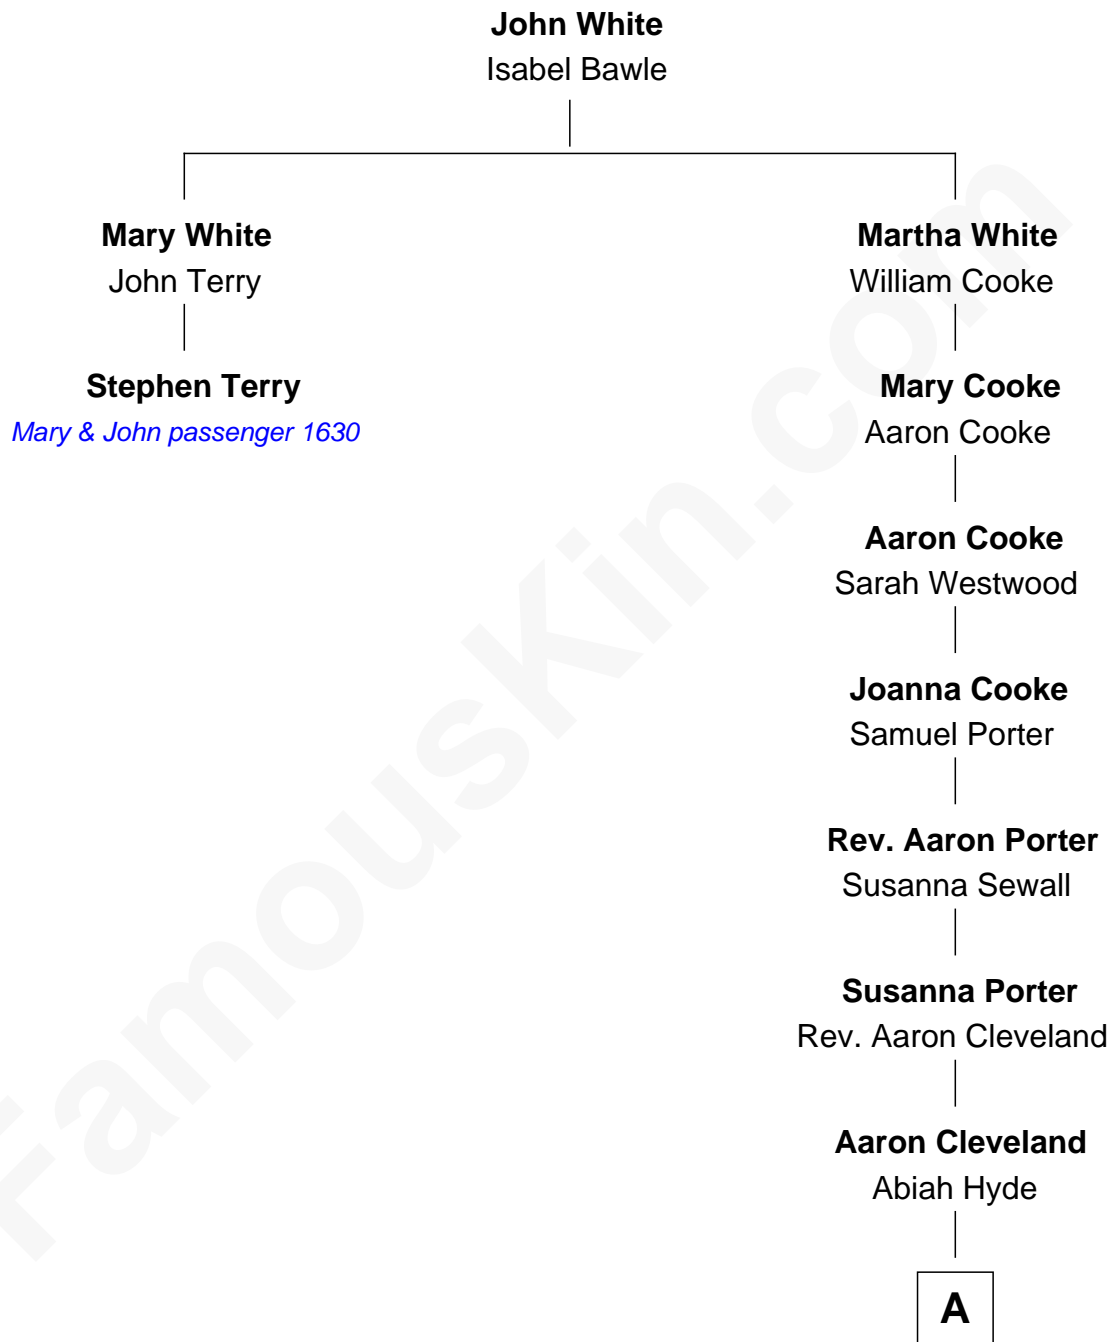 John White
Isabel Bawle
Mary White
John Terry
Stephen Terry
Mary & John passenger 1630
Martha White
William Cooke
Mary Cooke
Aaron Cooke
Aaron Cooke
Sarah Westwood
Joanna Cooke
Samuel Porter
Rev. Aaron Porter
Susanna Sewall
Susanna Porter
Rev. Aaron Cleveland
Aaron Cleveland
Abiah Hyde
A
FamousKin.com